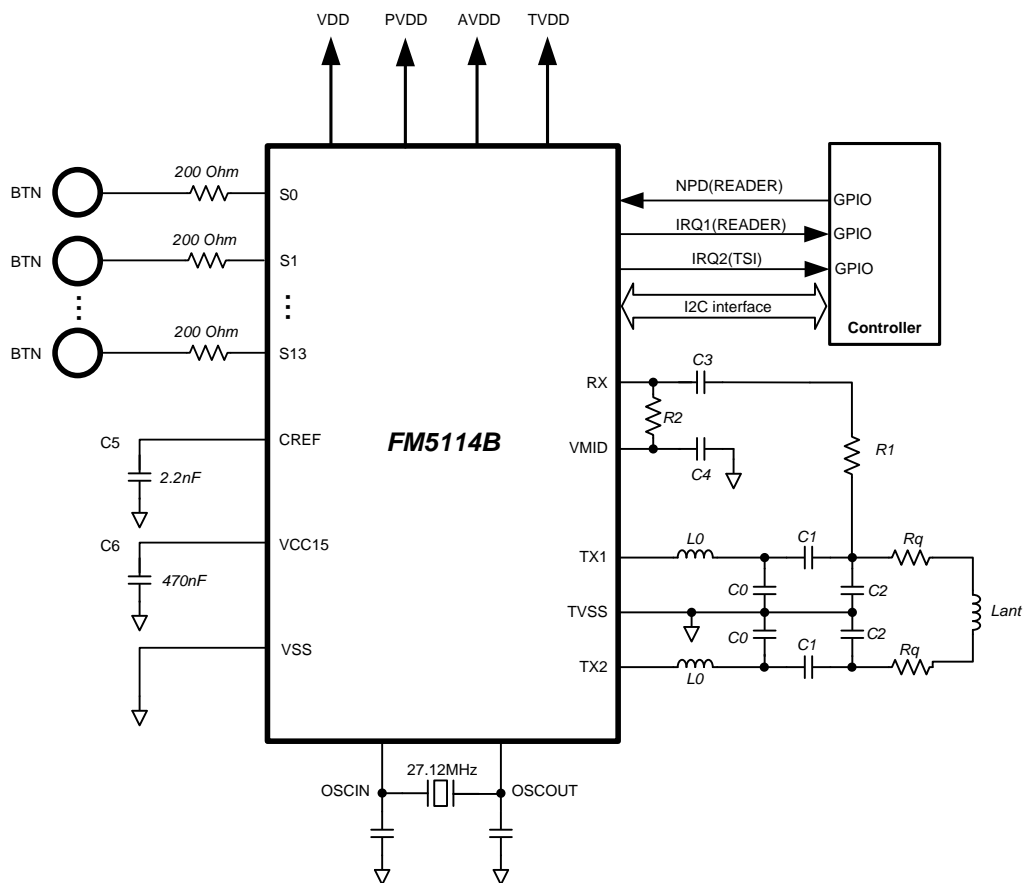 VDD
PVDD
AVDD
TVDD
BTN
200 Ohm
S0
BTN
200 Ohm
S1
BTN
200 Ohm
S13
C5
CREF
2.2nF
C6
VCC15
470nF
VSS
FM5114B
NPD(READER)
GPIO
IRQ1(READER)
GPIO
IRQ2(TSI)
GPIO
I2C interface
Controller
RX
C3
R2
VMID
C4
R1
TX1
L0
C1
Rq
C0
C2
TVSS
Lant
C0
C2
C1
Rq
TX2
L0
27.12MHz
OSCIN
OSCOUT